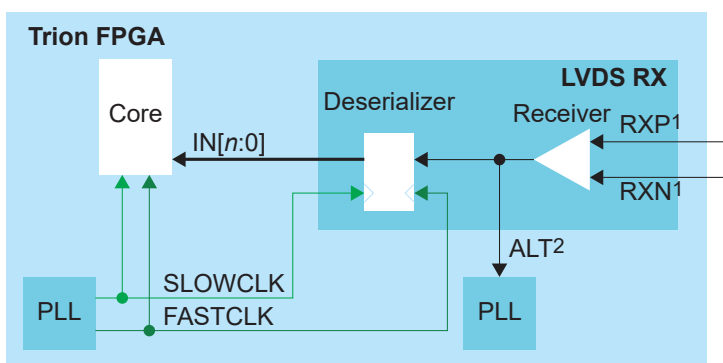 Trion FPGA
LVDS RX
Core
Deserializer
Receiver
RXP1
IN[n:0]
RXN1
ALT2
SLOWCLK
PLL
FASTCLK
PLL